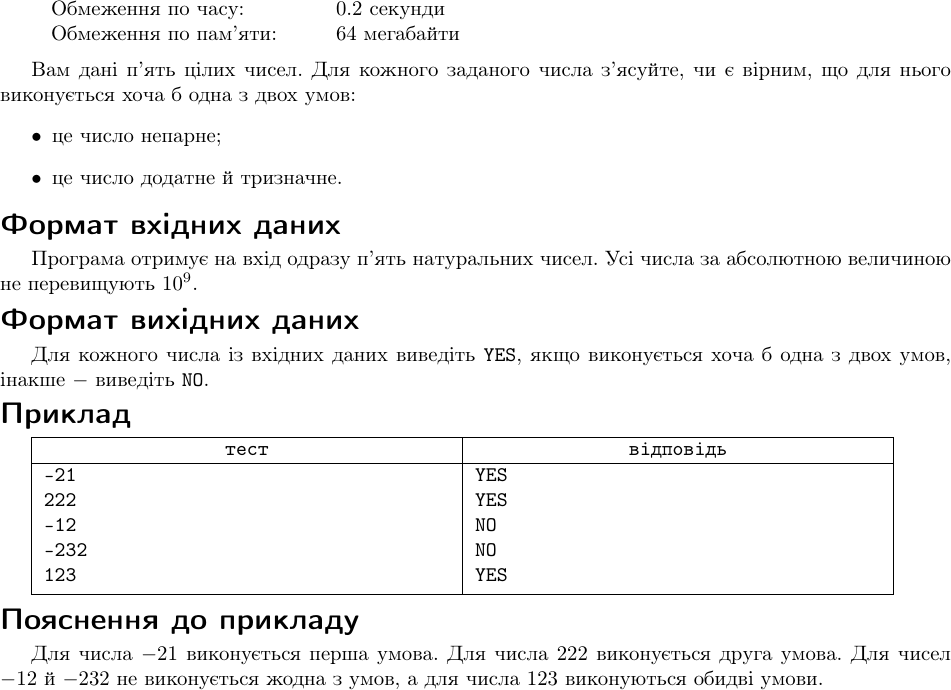 Обмеження по часу: 0.2 секунди
Обмеження по пам'яти: 64 мегабайти
Вам дані п'ять цілих чисел. Для кожного заданого числа з'ясуйте, чи є вірним, що для нього
виконується хоча б одна з двох умов:
• це число непарне;
• це число додатне й тризначне.
Формат вхідних даних
Програма отримує на вхід одразу п'ять натуральних чисел. Усі числа за абсолютною величиною
не перевищують 10⁹.
Формат вихідних даних
Для кожного числа із вхідних даних виведіть YES, якщо виконується хоча б одна з двох умов,
інакше − виведіть NO.
Приклад
тест відповідь
-21 YES
222 YES
-12 NO
-232 NO
123 YES
Пояснення до прикладу
Для числа −21 виконується перша умова. Для числа 222 виконується друга умова. Для чисел
−12 й −232 не виконується жодна з умов, а для числа 123 виконуються обидві умови.